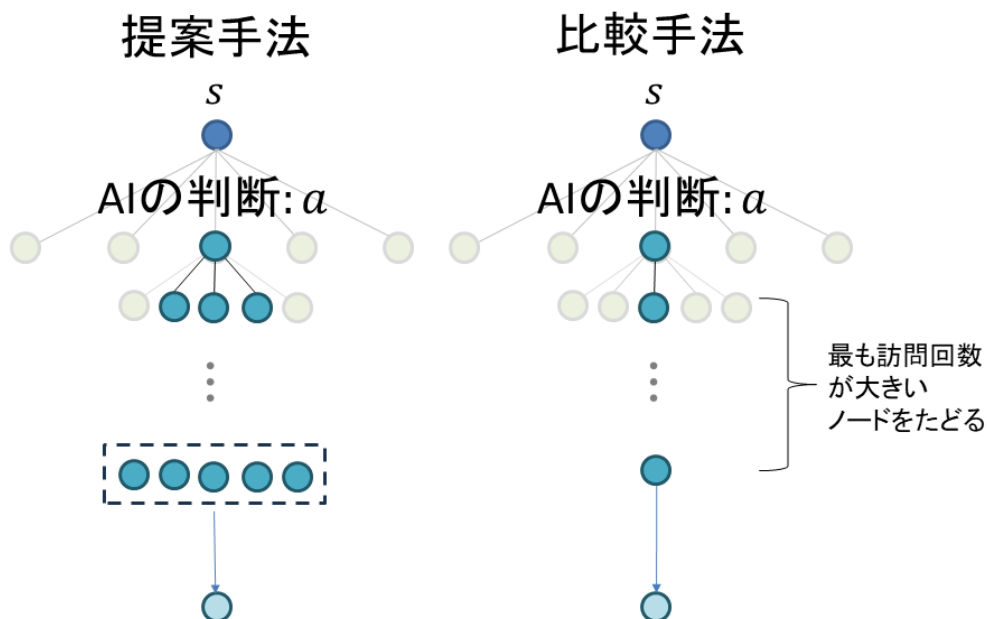 提案手法
比較手法
s
s
AIの判断: a
AIの判断: a
最も訪問回数
が大きい
ノードをたどる